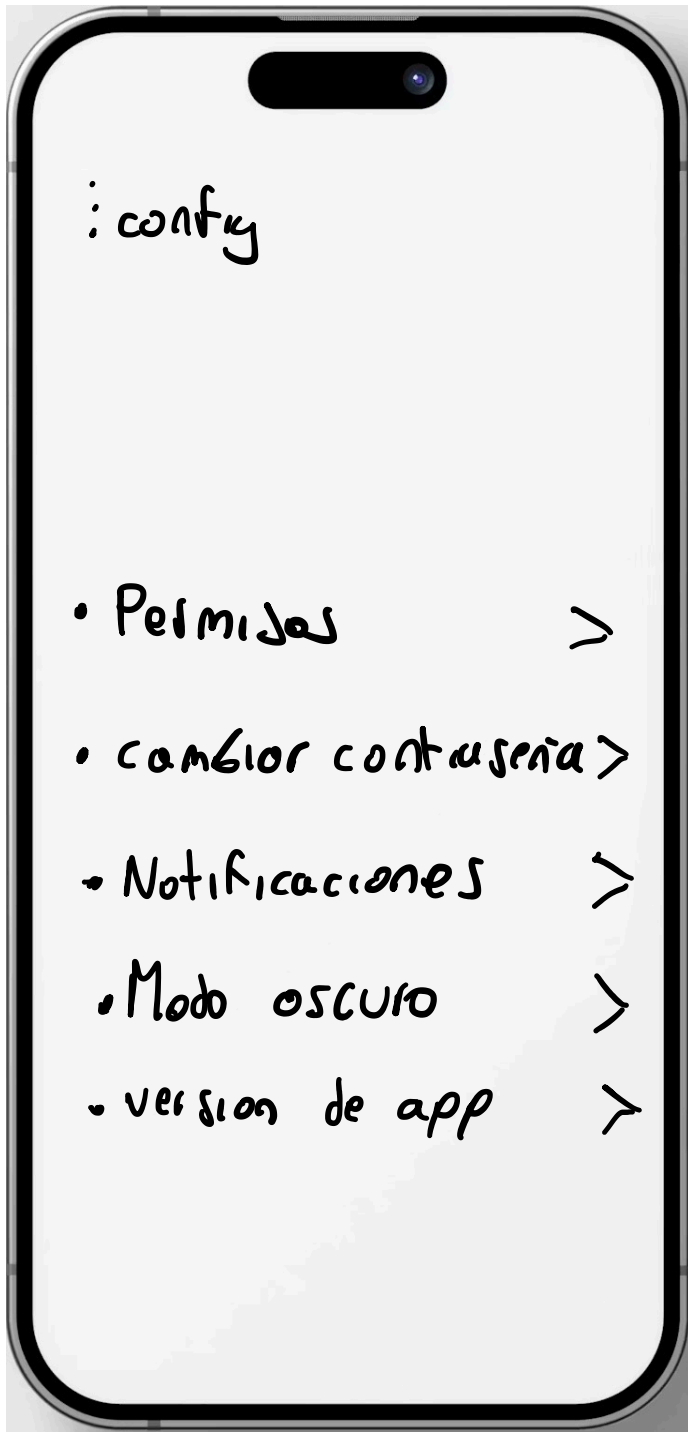 ⋮ config
• Permisos >
• cambiar contraseña >
• Notificaciones >
• Modo oscuro >
• version de app >